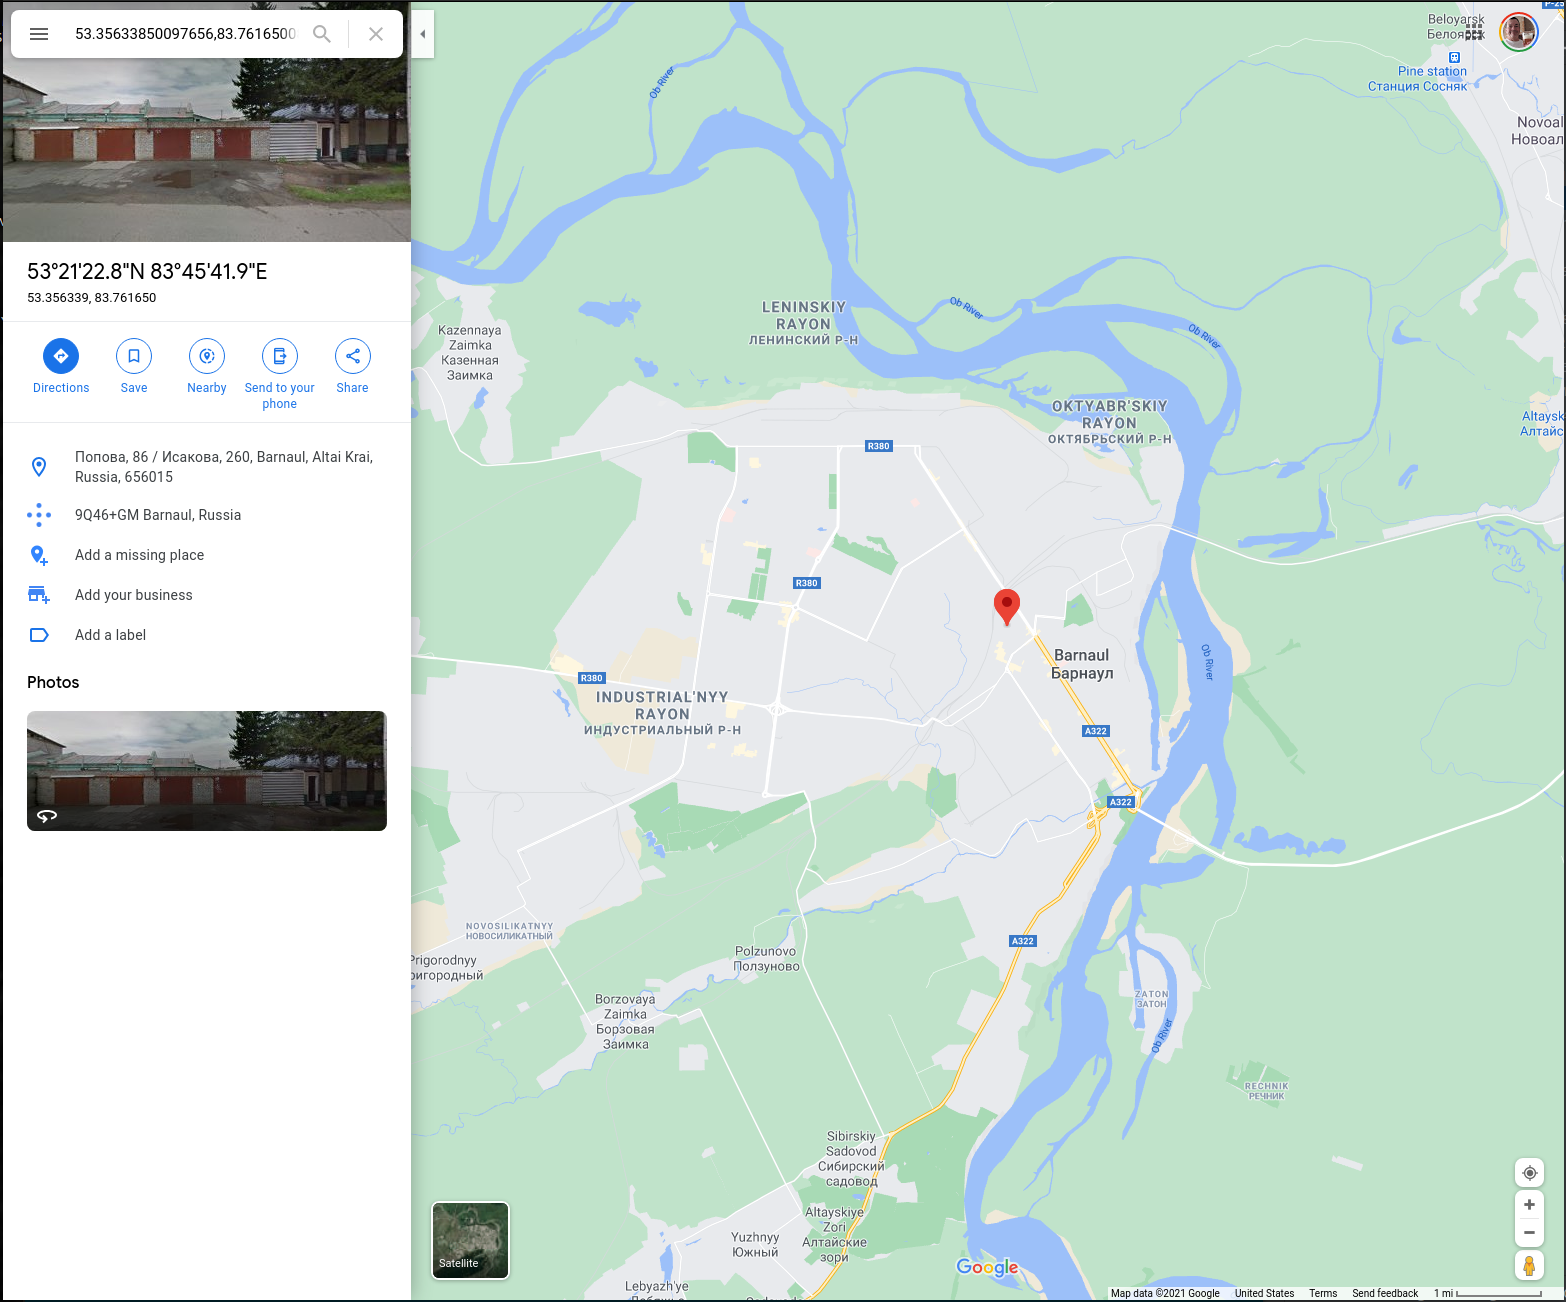 53.35633850097656,83.7616500
53°21'22.8"N 83°45'41.9"E
53.356339, 83.761650
Directions
Save
Nearby
Send to your
phone
Share
Попова, 86 / Исакова, 260, Barnaul, Altai Krai,
Russia, 656015
9Q46+GM Barnaul, Russia
Add a missing place
Add your business
Add a label
Photos
Beloyarsk
Pine station
Станция Сосняк
Novoal
Новоал
Ob River
LENINSKIY
RAYON
ЛЕНИНСКИЙ Р-Н
Ob River
Ob River
Kazennaya
Zaimka
Казенная
Заимка
OKTYABR'SKIY
RAYON
ОКТЯБРЬСКИЙ Р-Н
Altaysk
Алтайс
R380
R380
Barnaul
Барнаул
Ob River
R380
INDUSTRIAL'NYY
RAYON
ИНДУСТРИАЛЬНЫЙ Р-Н
A322
A322
NOVOSILIKATNYY
НОВОСИЛИКАТНЫЙ
A322
Prigorodnyy
ригородный
Polzunovo
Ползуново
Borzovaya
Zaimka
Борзовая
Заимка
ZATON
ЗАТОН
Ob River
RECHNIK
РЕЧНИК
Sibirskiy
Sadovod
Сибирский
садовод
Altayskiye
Zori
Алтайские
зори
Yuzhnyy
Южный
Lebyazh'ye
Satellite
Google
Map data ©2021 Google United States Terms Send feedback 1 mi